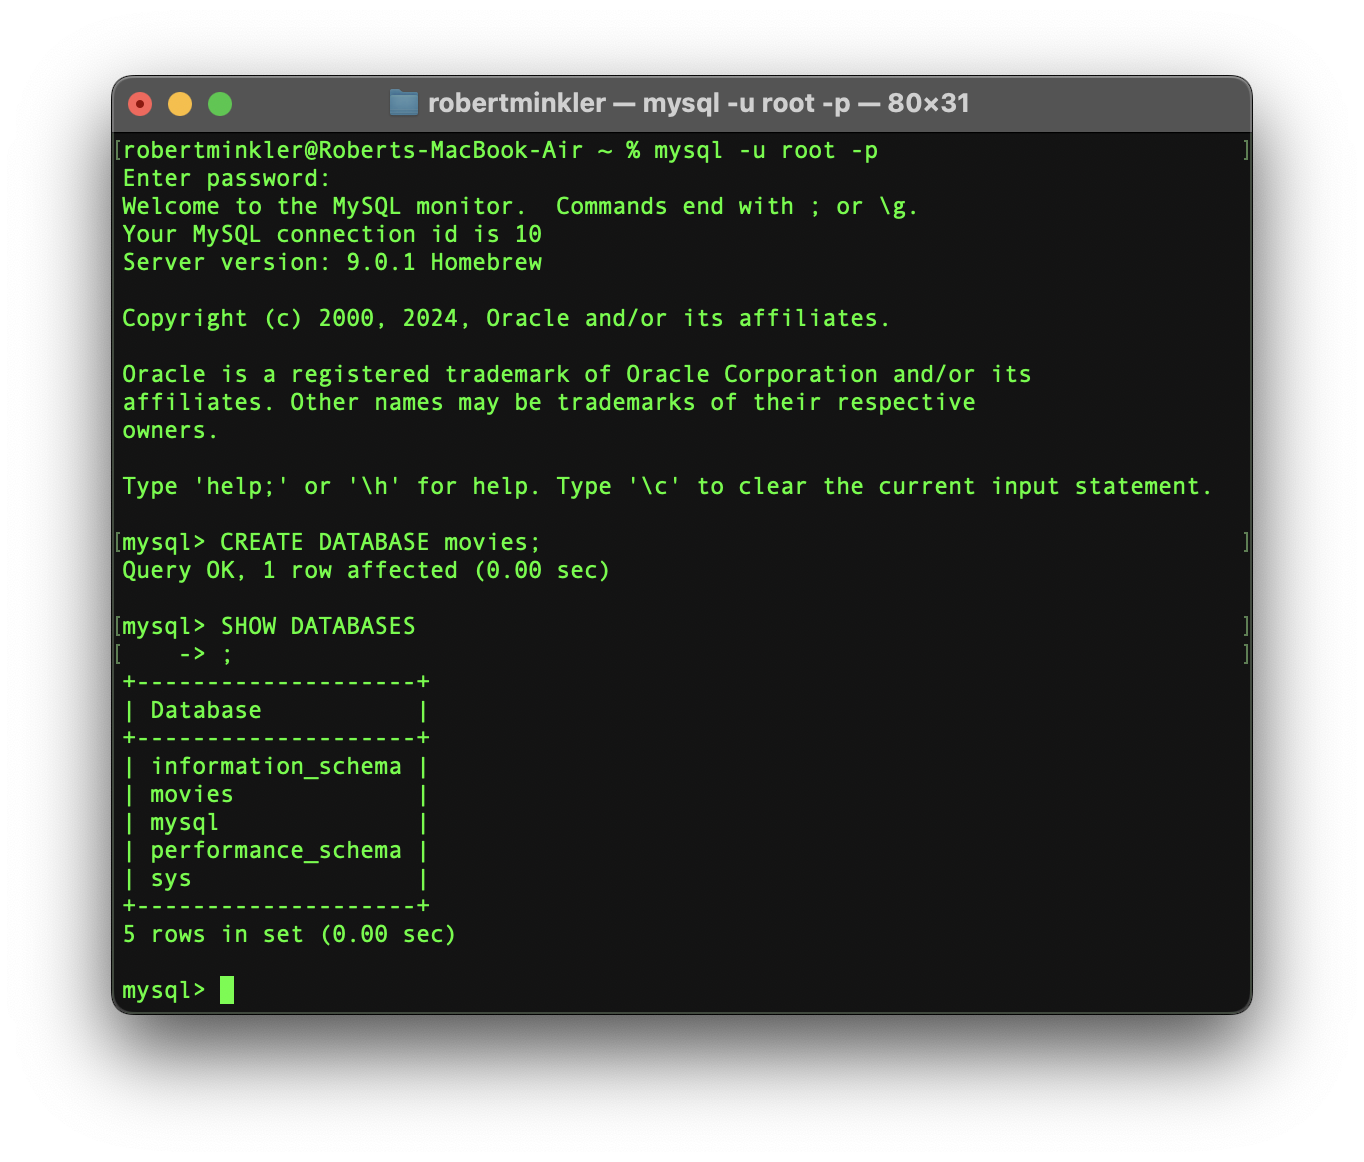 robertminkler — mysql -u root -p — 80×31
[robertminkler@Roberts-MacBook-Air ~ % mysql -u root -p ]
Enter password:
Welcome to the MySQL monitor.  Commands end with ; or \g.
Your MySQL connection id is 10
Server version: 9.0.1 Homebrew

Copyright (c) 2000, 2024, Oracle and/or its affiliates.

Oracle is a registered trademark of Oracle Corporation and/or its
affiliates. Other names may be trademarks of their respective
owners.

Type 'help;' or '\h' for help. Type '\c' to clear the current input statement.

[mysql> CREATE DATABASE movies; ]
Query OK, 1 row affected (0.00 sec)

[mysql> SHOW DATABASES ]
[    -> ; ]
+--------------------+
| Database           |
+--------------------+
| information_schema |
| movies             |
| mysql              |
| performance_schema |
| sys                |
+--------------------+
5 rows in set (0.00 sec)

mysql>